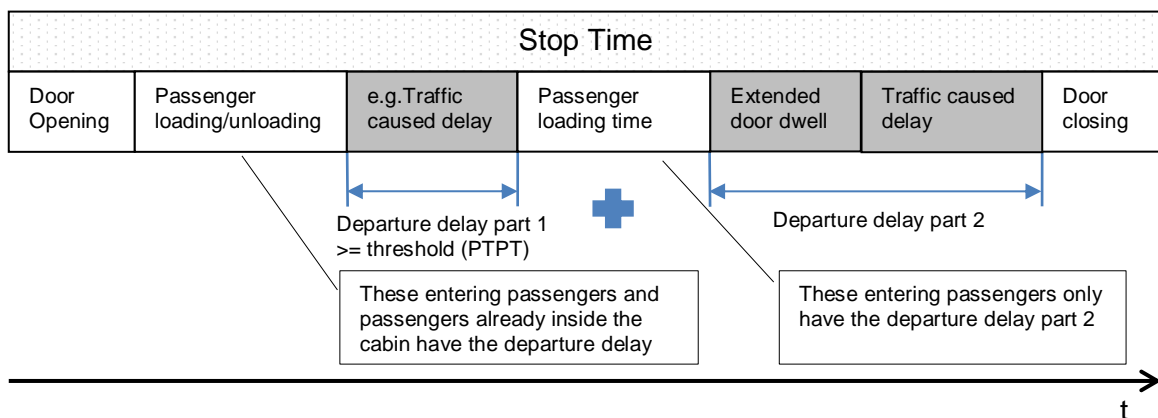 Stop Time
Door
Opening
Passenger
loading/unloading
e.g.Traffic
caused delay
Passenger
loading time
Extended
door dwell
Traffic caused
delay
Door
closing
Departure delay part 1
>= threshold (PTPT)
Departure delay part 2
These entering passengers and
passengers already inside the
cabin have the departure delay
These entering passengers only
have the departure delay part 2
t